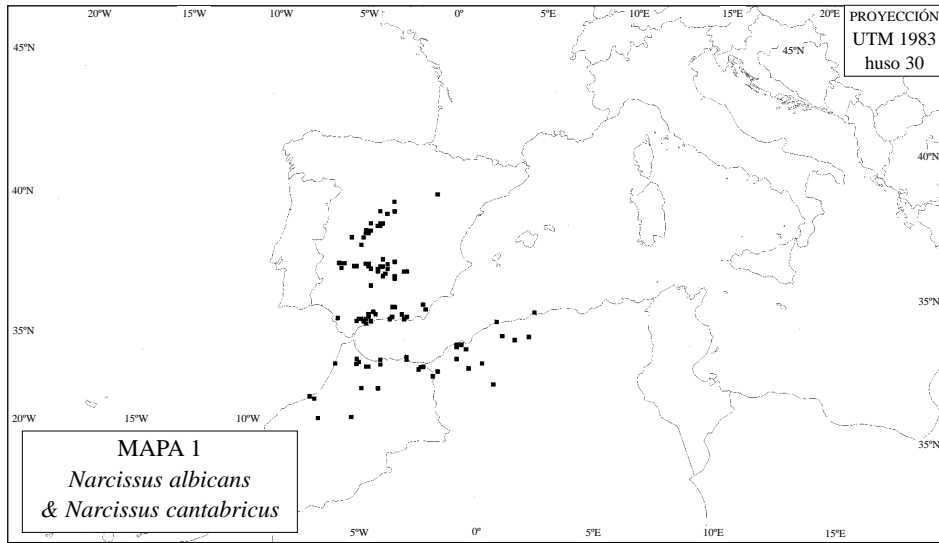 20ºW
15ºW
10ºW
5ºW
0º
5ºE
10ºE
15ºE
20ºE
PROYECCIÓN
UTM 1983
huso 30
45ºN
45ºN
40ºN
40ºN
35ºN
35ºN
20ºW
15ºW
10ºW
35ºN
MAPA 1
Narcissus albicans
& Narcissus cantabricus
5ºW
0º
5ºE
10ºE
15ºE